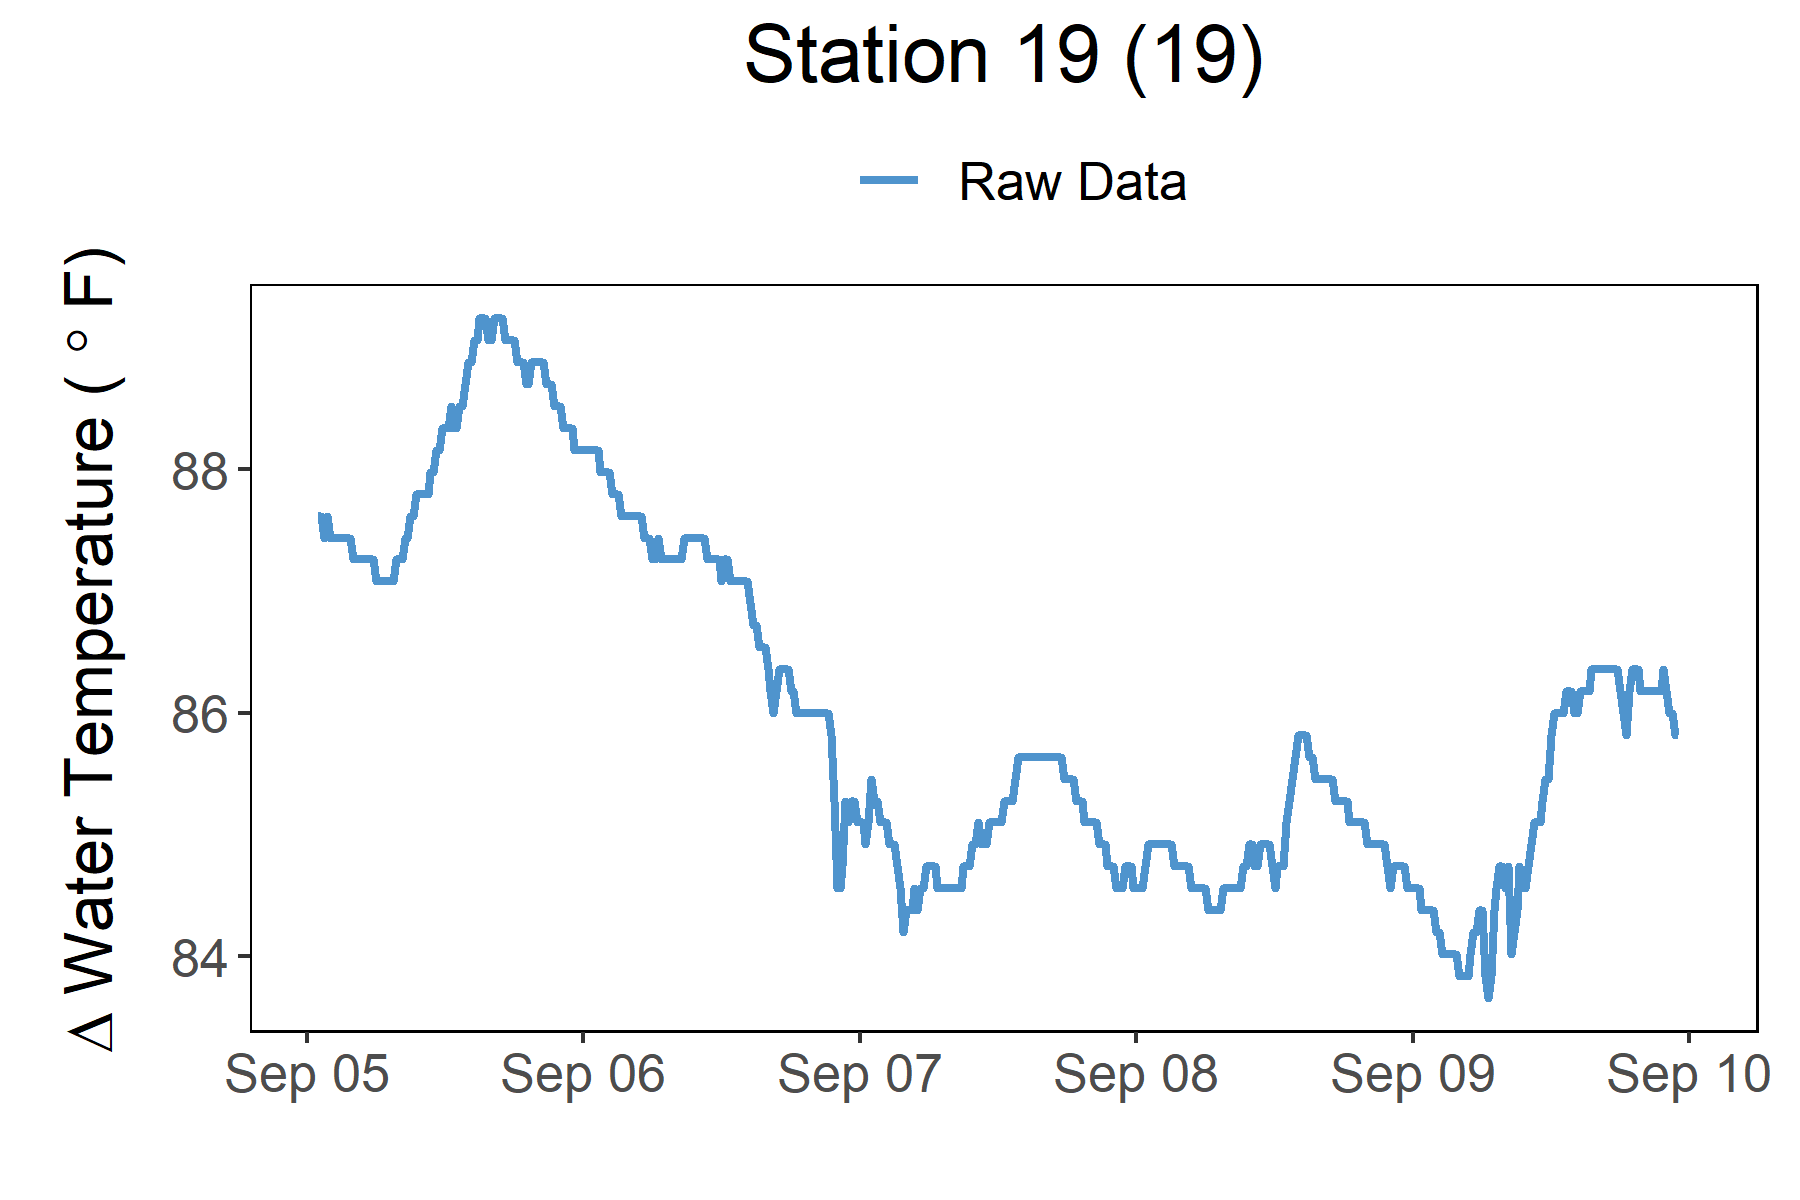 Station 19 (19)
Raw Data
Δ Water Temperature ( ° F)
88
86
84
Sep 05 Sep 06 Sep 07 Sep 08 Sep 09 Sep 10